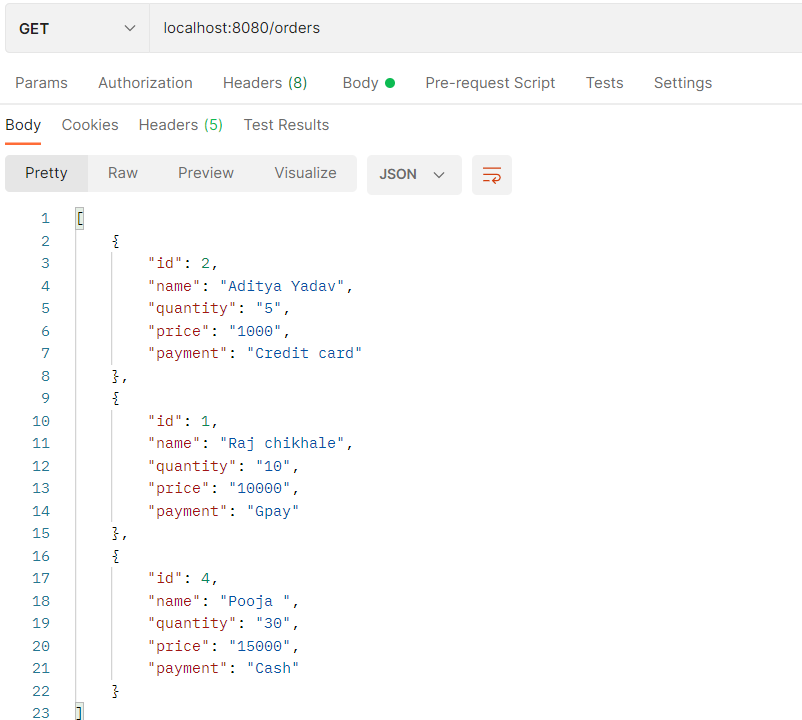 GET localhost:8080/orders
Params Authorization Headers (8) Body Pre-request Script Tests Settings
Body Cookies Headers (5) Test Results
Pretty Raw Preview Visualize JSON
1 [
2 {
3 "id": 2,
4 "name": "Aditya Yadav",
5 "quantity": "5",
6 "price": "1000",
7 "payment": "Credit card"
8 },
9 {
10 "id": 1,
11 "name": "Raj chikhale",
12 "quantity": "10",
13 "price": "10000",
14 "payment": "Gpay"
15 },
16 {
17 "id": 4,
18 "name": "Pooja ",
19 "quantity": "30",
20 "price": "15000",
21 "payment": "Cash"
22 }
23 ]